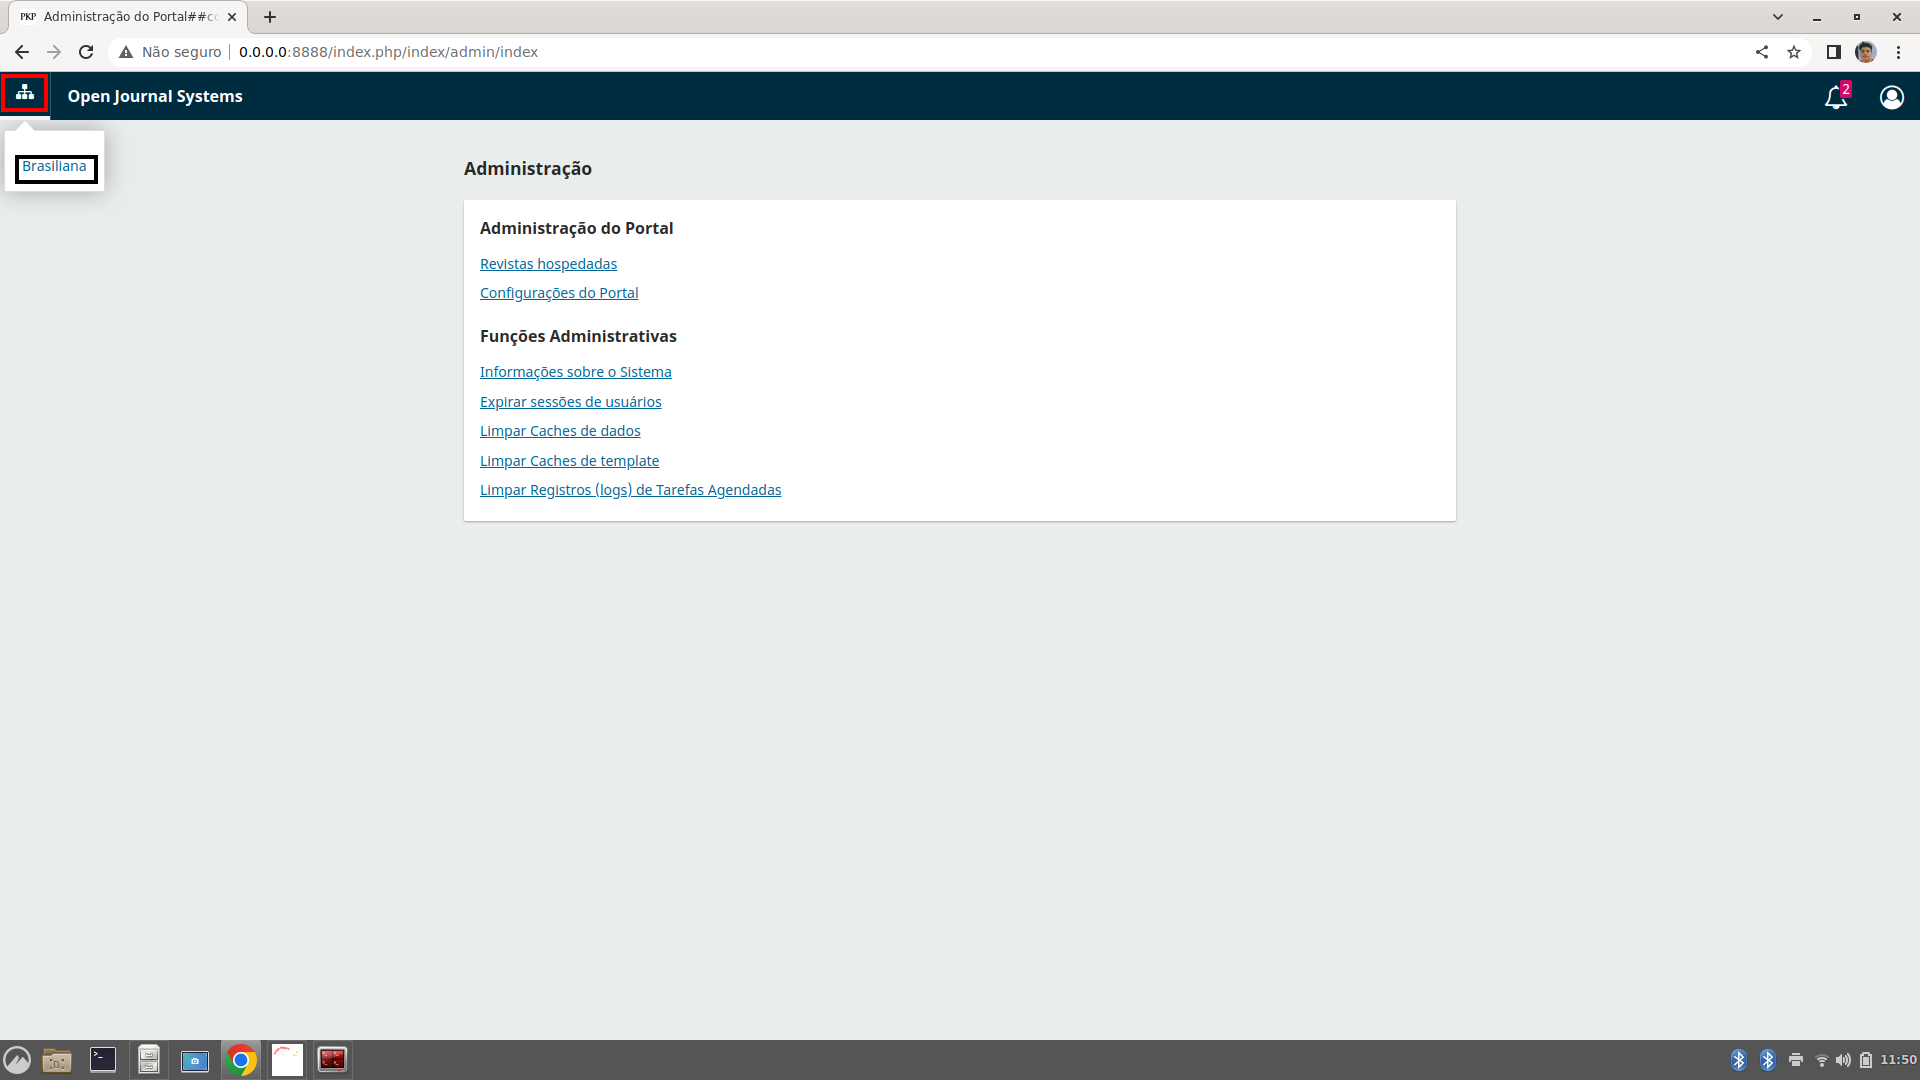 PKP Administração do Portal##cc
Não seguro 0.0.0.0:8888/index.php/index/admin/index
Open Journal Systems
2
Brasiliana
Administração
Administração do Portal
Revistas hospedadas
Configurações do Portal
Funções Administrativas
Informações sobre o Sistema
Expirar sessões de usuários
Limpar Caches de dados
Limpar Caches de template
Limpar Registros (logs) de Tarefas Agendadas
11:50